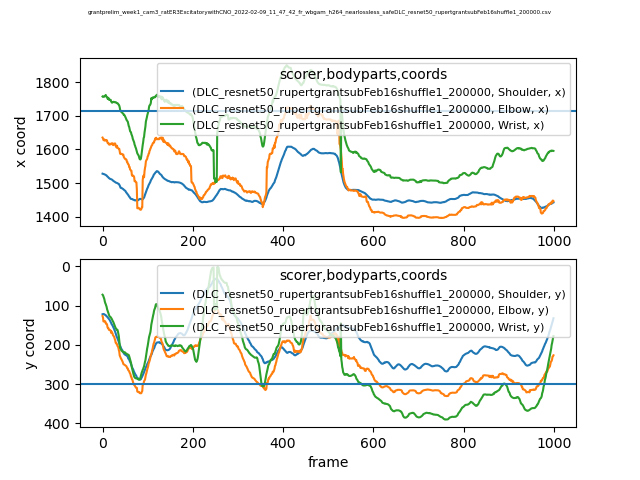 grantprelim_week1_cam3_ratER3ExcitatorywithCNO_2022-02-09_11_47_42_fr_wbgam_h264_nearlossless_safeDLC_resnet50_rupertgrantsubFeb16shuffle1_200000.csv
scorer,bodyparts,coords
(DLC_resnet50_rupertgrantsubFeb16shuffle1_200000, Shoulder, x)
(DLC_resnet50_rupertgrantsubFeb16shuffle1_200000, Elbow, x)
(DLC_resnet50_rupertgrantsubFeb16shuffle1_200000, Wrist, x)
x coord
1800
1700
1600
1500
1400
0 200 400 600 800 1000
scorer,bodyparts,coords
(DLC_resnet50_rupertgrantsubFeb16shuffle1_200000, Shoulder, y)
(DLC_resnet50_rupertgrantsubFeb16shuffle1_200000, Elbow, y)
(DLC_resnet50_rupertgrantsubFeb16shuffle1_200000, Wrist, y)
y coord
0
100
200
300
400
0 200 400 600 800 1000
frame